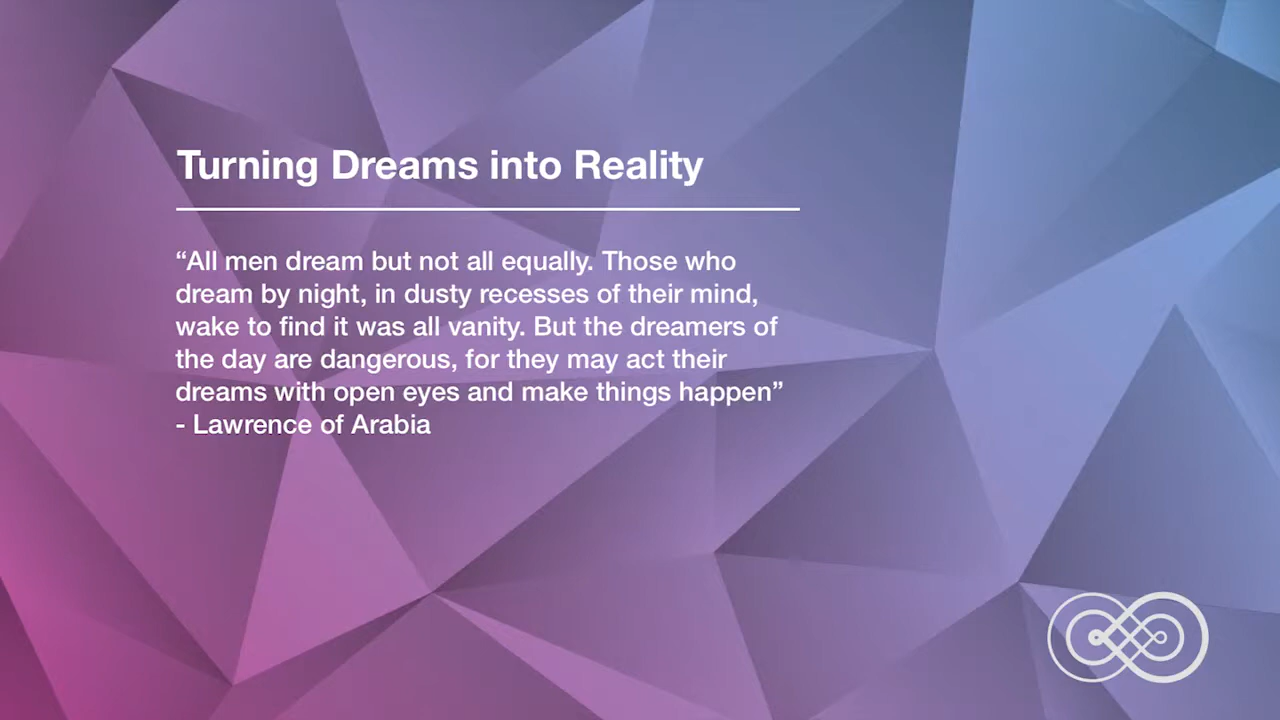 Turning Dreams into Reality
“All men dream but not all equally. Those who
dream by night, in dusty recesses of their mind,
wake to find it was all vanity. But the dreamers of
the day are dangerous, for they may act their
dreams with open eyes and make things happen”
- Lawrence of Arabia